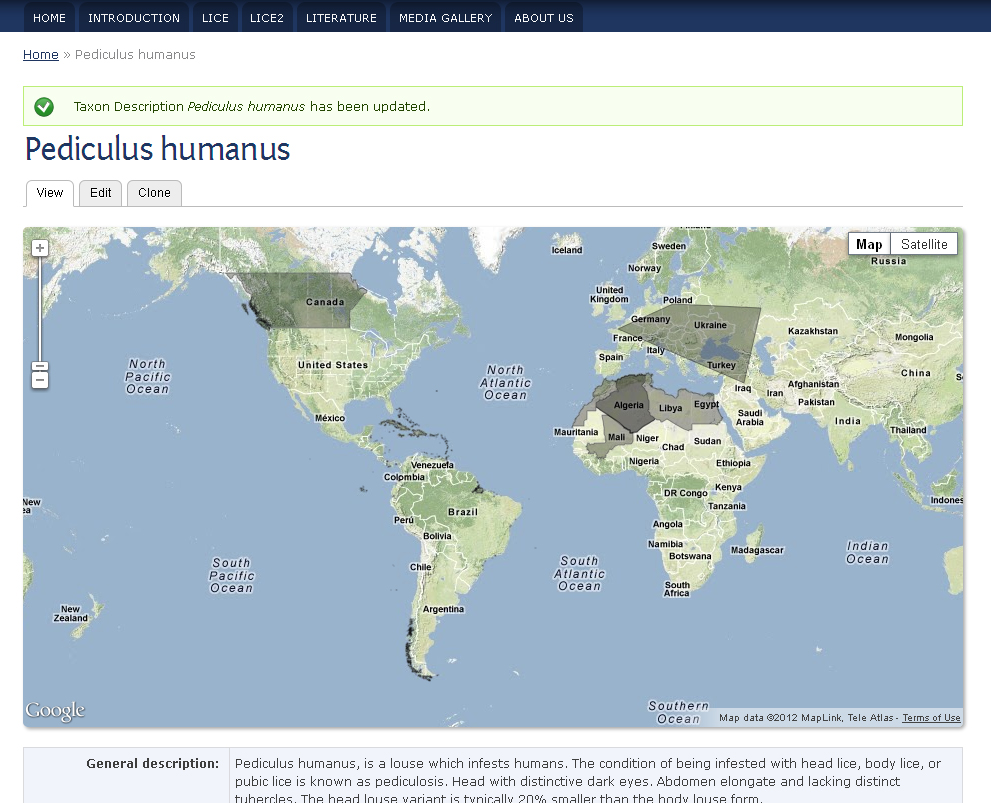 HOME INTRODUCTION LICE LICE2 LITERATURE MEDIA GALLERY ABOUT US
Home » Pediculus humanus
Taxon Description Pediculus humanus has been updated.
Pediculus humanus
View Edit Clone
Map Satellite
Iceland
Sweden
Russia
Norway
United
Kingdom
Poland
Canada
Germany
Ukraine
France
Kazakhstan
Mongolia
Italy
Spain
Turkey
United States
China
North
Pacific
Ocean
North
Atlantic
Ocean
Iraq
Iran
Afghanistan
Pakistan
Algeria
Libya
Egypt
Saudi
Arabia
México
India
Thailand
Mauritania
Mali
Niger
Chad
Sudan
Nigeria
Ethiopia
Venezuela
Colombia
DR Congo
Kenya
Tanzania
Indones
New
ea
Brazil
Perú
Bolivia
Angola
Namibia
Botswana
Madagascar
South
Pacific
Ocean
Chile
South
Atlantic
Ocean
Indian
Ocean
South
Africa
New
Zealand
Argentina
Southern
Ocean
Google
Map data ©2012 MapLink, Tele Atlas - Terms of Use
General description: Pediculus humanus, is a louse which infests humans. The condition of being infested with head lice, body lice, or
pubic lice is known as pediculosis. Head with distinctive dark eyes. Abdomen elongate and lacking distinct
tubercles. The head louse variant is typically 20% smaller than the body louse form.